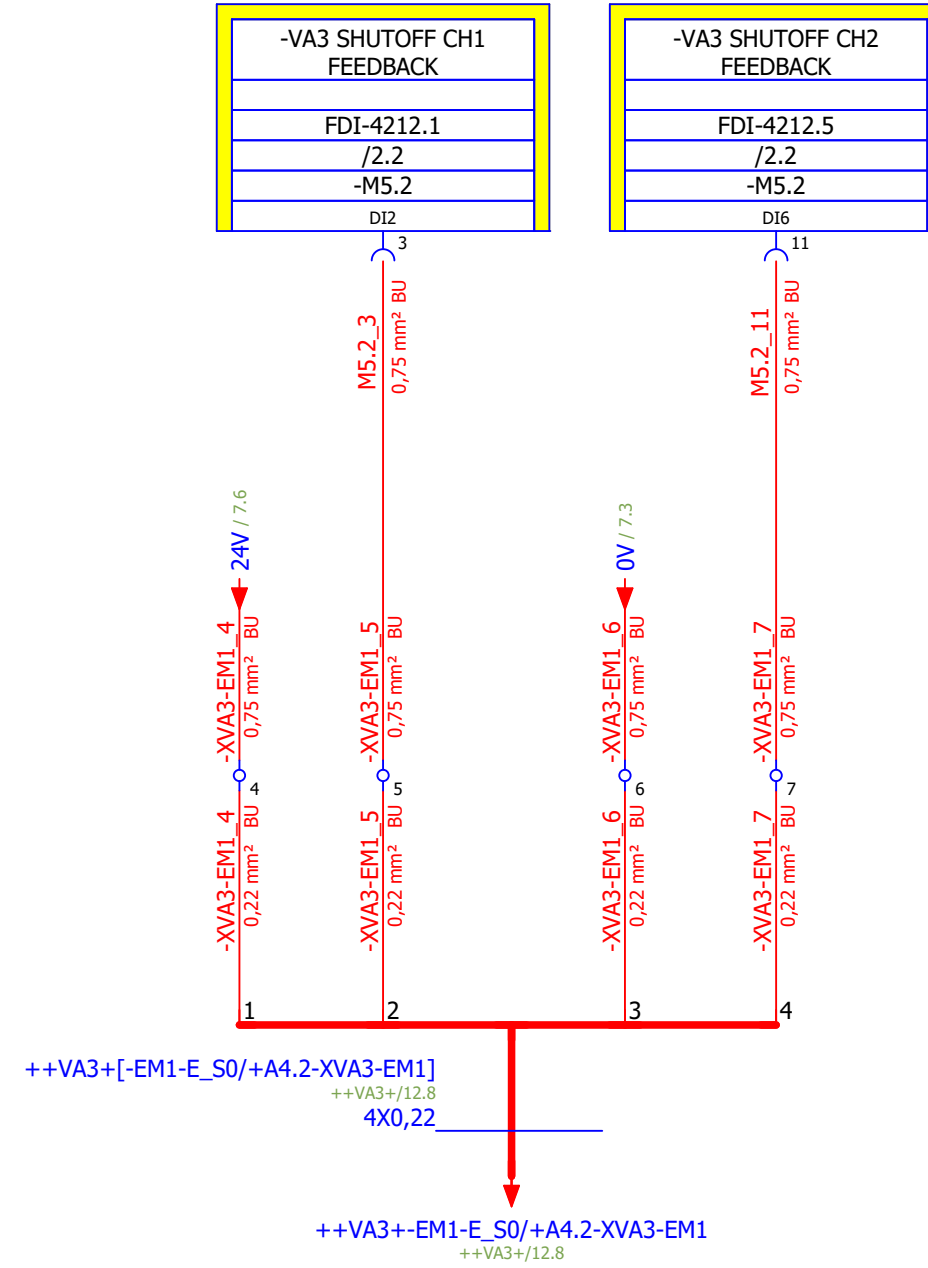 -VA3 SHUTOFF CH1
FEEDBACK
FDI-4212.1
/2.2
-M5.2
DI2
3
-VA3 SHUTOFF CH2
FEEDBACK
FDI-4212.5
/2.2
-M5.2
DI6
11
M5.2_3
0,75 mm² BU
M5.2_11
0,75 mm² BU
24V / 7.6
0V / 7.3
-XVA3-EM1_4
0,75 mm² BU
-XVA3-EM1_5
0,75 mm² BU
-XVA3-EM1_6
0,75 mm² BU
-XVA3-EM1_7
0,75 mm² BU
4
5
6
7
-XVA3-EM1_4
0,22 mm² BU
-XVA3-EM1_5
0,22 mm² BU
-XVA3-EM1_6
0,22 mm² BU
-XVA3-EM1_7
0,22 mm² BU
1
2
3
4
++VA3+[-EM1-E_S0/+A4.2-XVA3-EM1]
++VA3+/12.8
4X0,22
++VA3+-EM1-E_S0/+A4.2-XVA3-EM1
++VA3+/12.8